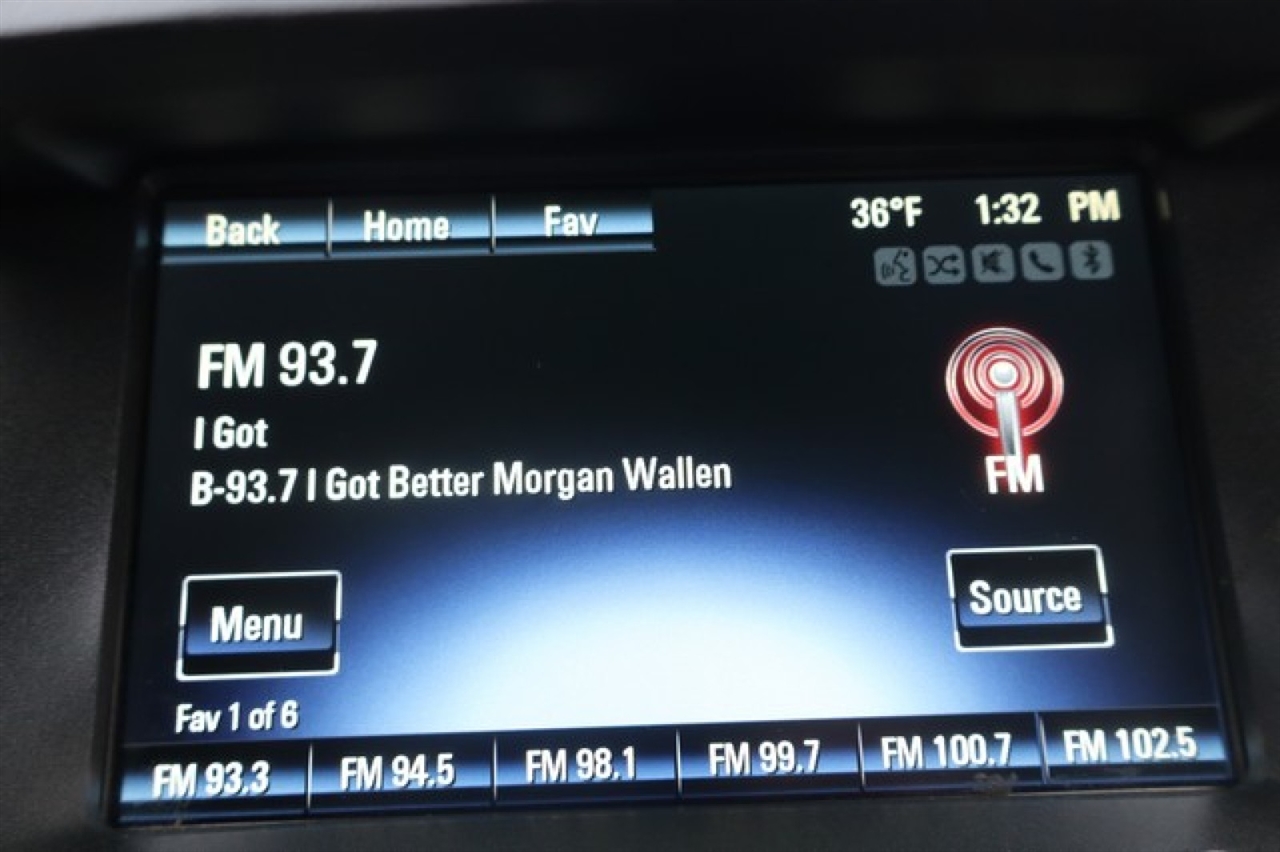 Back Home Fav 36°F 1:32 PM
FM 93.7
I Got
B-93.7 I Got Better Morgan Wallen
FM
Menu
Source
Fav 1 of 6
FM 93.3 FM 94.5 FM 98.1 FM 99.7 FM 100.7 FM 102.5